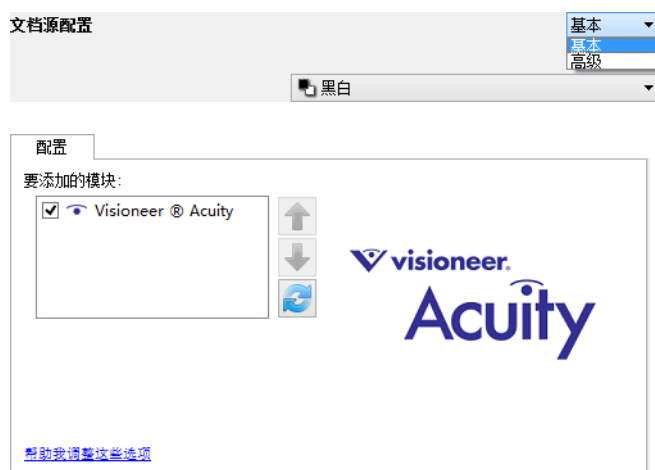 文档源配置
基本
基本
高级
黑白
配置
要添加的模块:
Visioneer ® Acuity
visioneer.
Acuity
帮助我调整这些选项